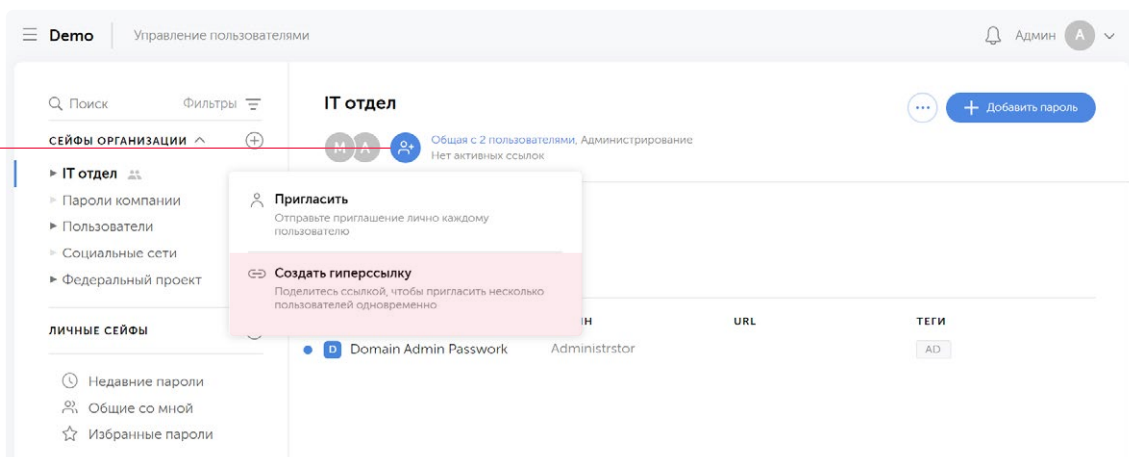 Demo
Управление пользователями
Админ
A
Поиск
Фильтры
СЕЙФЫ ОРГАНИЗАЦИИ
IT отдел
Пароли компании
Пользователи
Социальные сети
Федеральный проект
ЛИЧНЫЕ СЕЙФЫ
Недавние пароли
Общие со мной
Избранные пароли
IT отдел
Добавить пароль
M A
Общая с 2 пользователями, Администрирование
Нет активных ссылок
Пригласить
Отправьте приглашение лично каждому
пользователю
Создать гиперссылку
Поделитесь ссылкой, чтобы пригласить несколько
пользователей одновременно
URL
ТЕГИ
D Domain Admin Passwork Administrstor AD